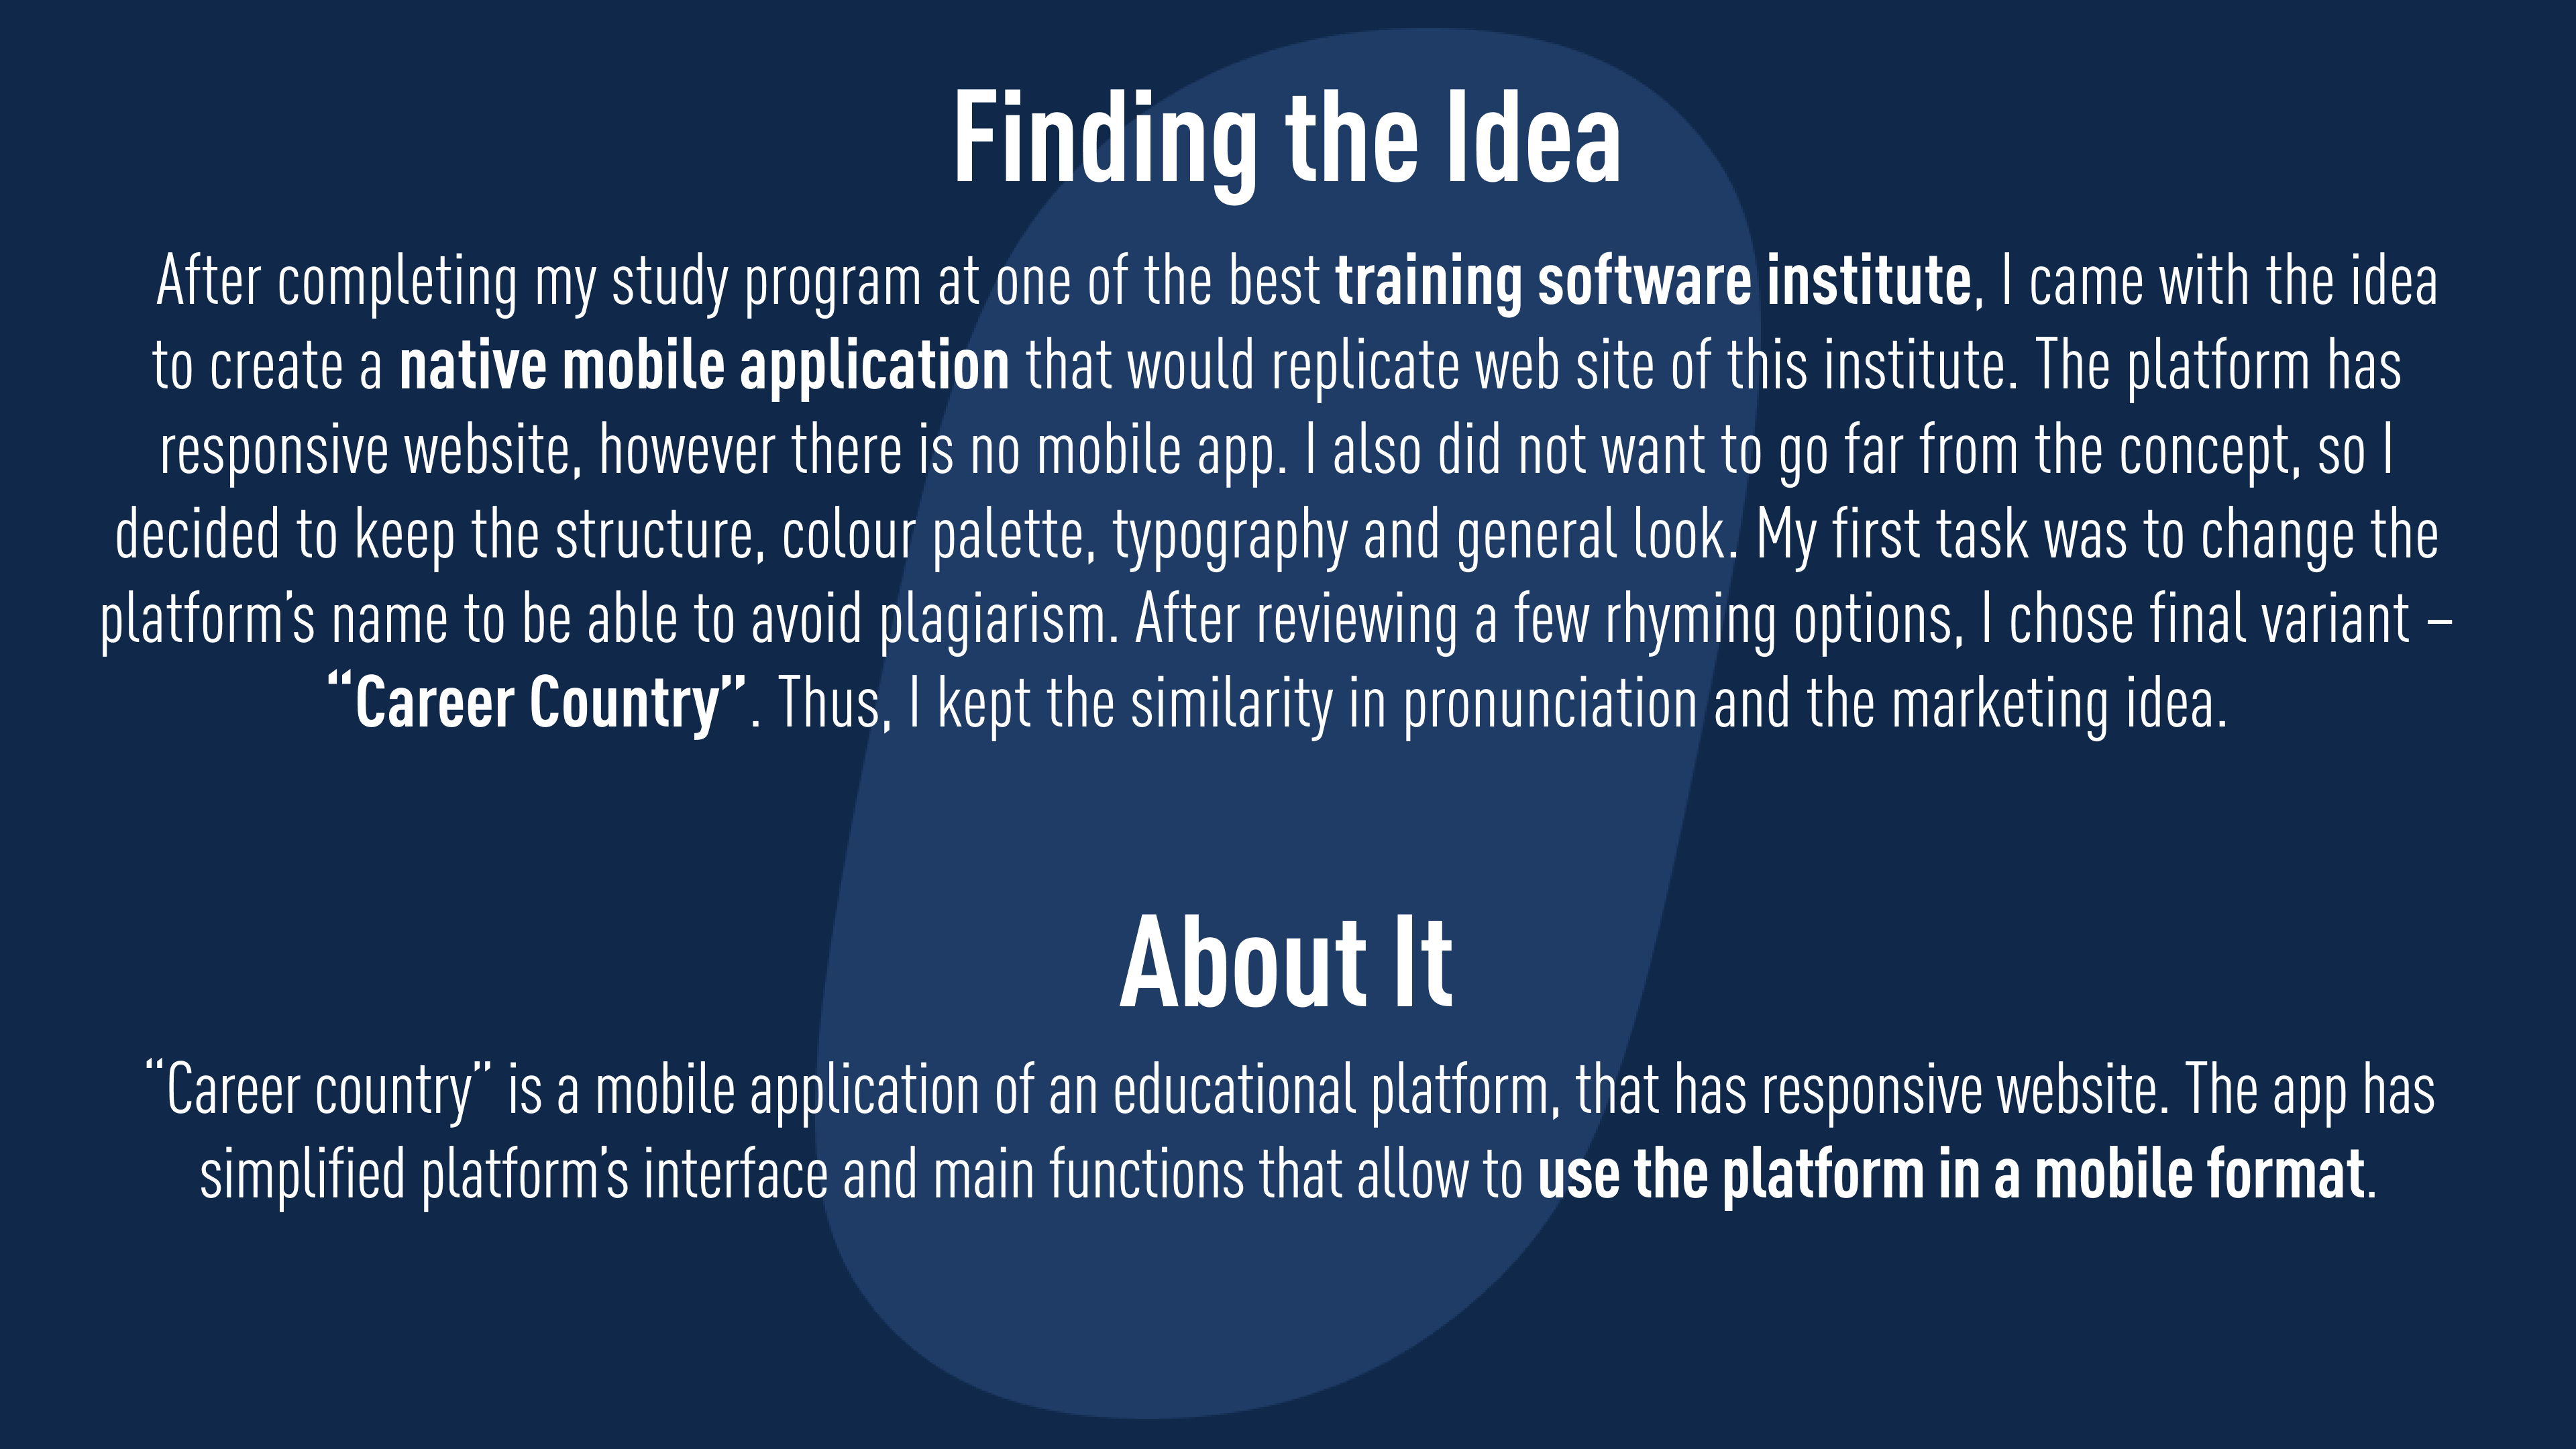 Finding the Idea
After completing my study program at one of the best training software institute, I came with the idea
to create a native mobile application that would replicate web site of this institute. The platform has
responsive website, however there is no mobile app. I also did not want to go far from the concept, so I
decided to keep the structure, colour palette, typography and general look. My first task was to change the
platform’s name to be able to avoid plagiarism. After reviewing a few rhyming options, I chose final variant –
“Career Country”. Thus, I kept the similarity in pronunciation and the marketing idea.
About It
“Career country” is a mobile application of an educational platform, that has responsive website. The app has
simplified platform’s interface and main functions that allow to use the platform in a mobile format.